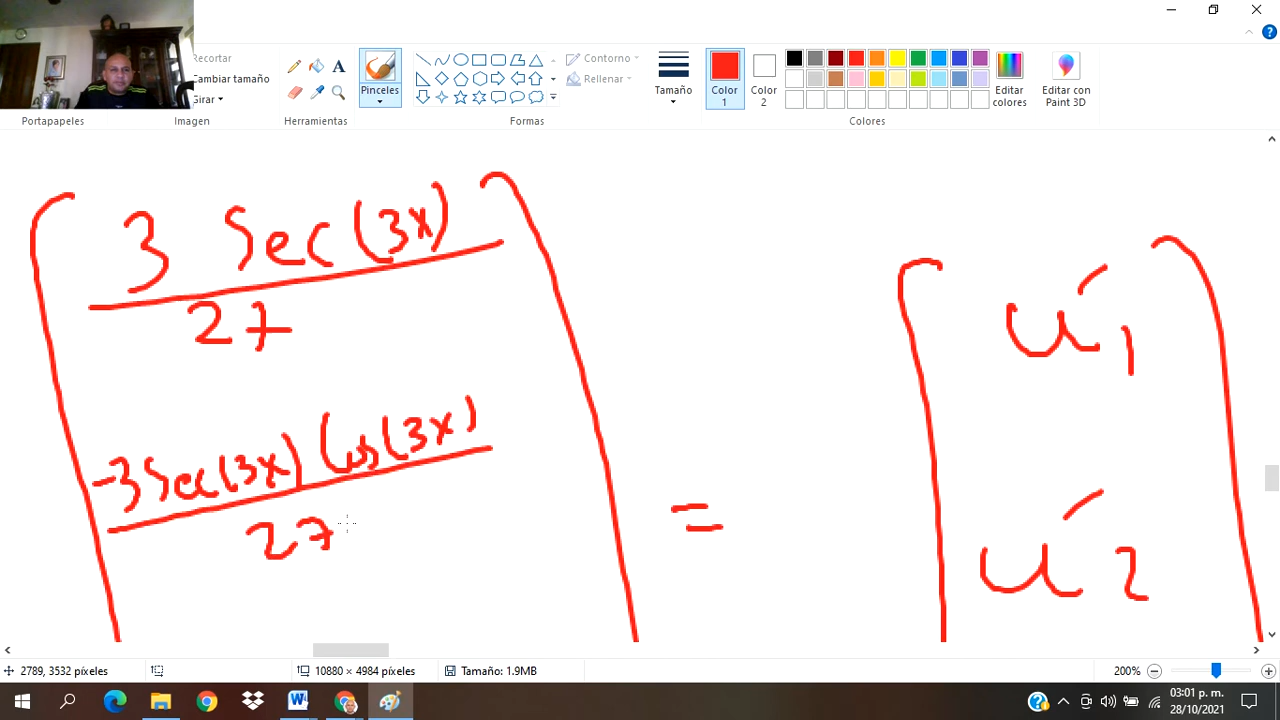 Recortar
Cambiar tamaño
Girar
Pinceles
Contorno
Rellenar
Tamaño
Color 1
Color 2
Editar colores
Editar con Paint 3D
Portapapeles
Imagen
Herramientas
Formas
Colores
3 Sec(3x)
27
-3Sec(3x) Cos(3x)
27
=
u′1
u′2
2789, 3532 píxeles
10880 × 4984 píxeles
Tamaño: 1.9MB
200%
03:01 p. m.
28/10/2021